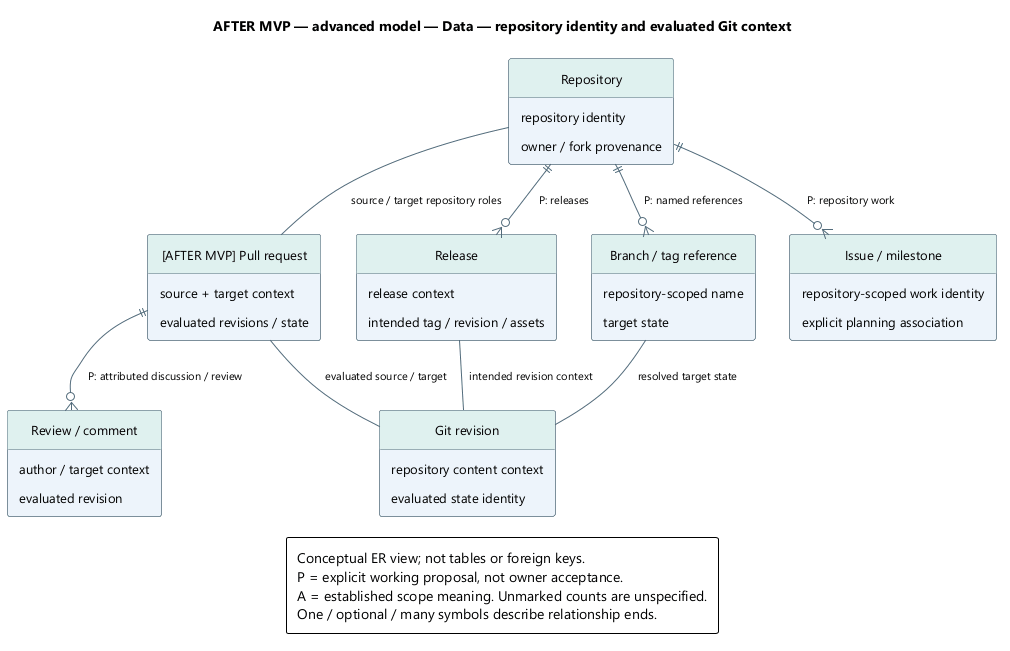 AFTER MVP — advanced model — Data — repository identity and evaluated Git context
Repository
repository identity
owner / fork provenance
source / target repository roles
P: releases
P: named references
P: repository work
[AFTER MVP] Pull request
source + target context
evaluated revisions / state
Release
release context
intended tag / revision / assets
Branch / tag reference
repository-scoped name
target state
Issue / milestone
repository-scoped work identity
explicit planning association
P: attributed discussion / review
evaluated source / target
intended revision context
resolved target state
Review / comment
author / target context
evaluated revision
Git revision
repository content context
evaluated state identity
Conceptual ER view; not tables or foreign keys.
P = explicit working proposal, not owner acceptance.
A = established scope meaning. Unmarked counts are unspecified.
One / optional / many symbols describe relationship ends.